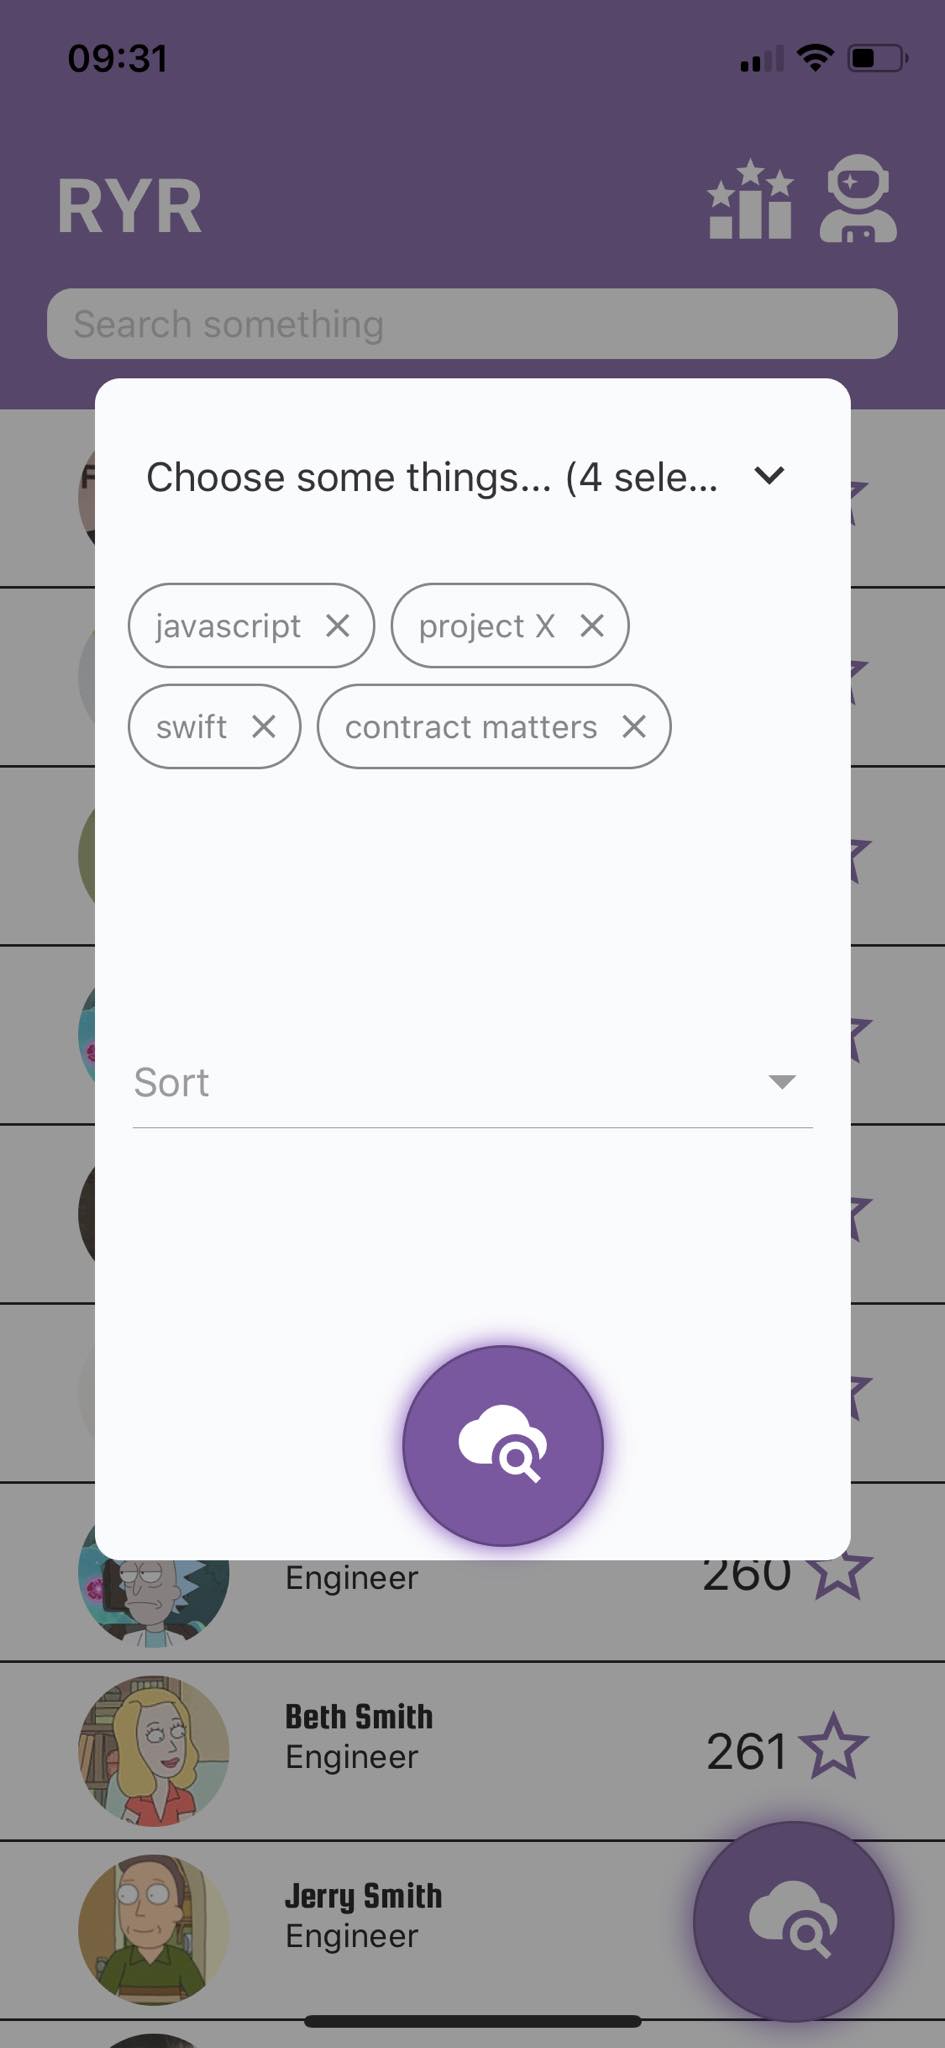 09:31
RYR
Search something
Choose some things... (4 sele...
javascript
project X
swift
contract matters
Sort
Engineer
260
Beth Smith
Engineer
261
Jerry Smith
Engineer